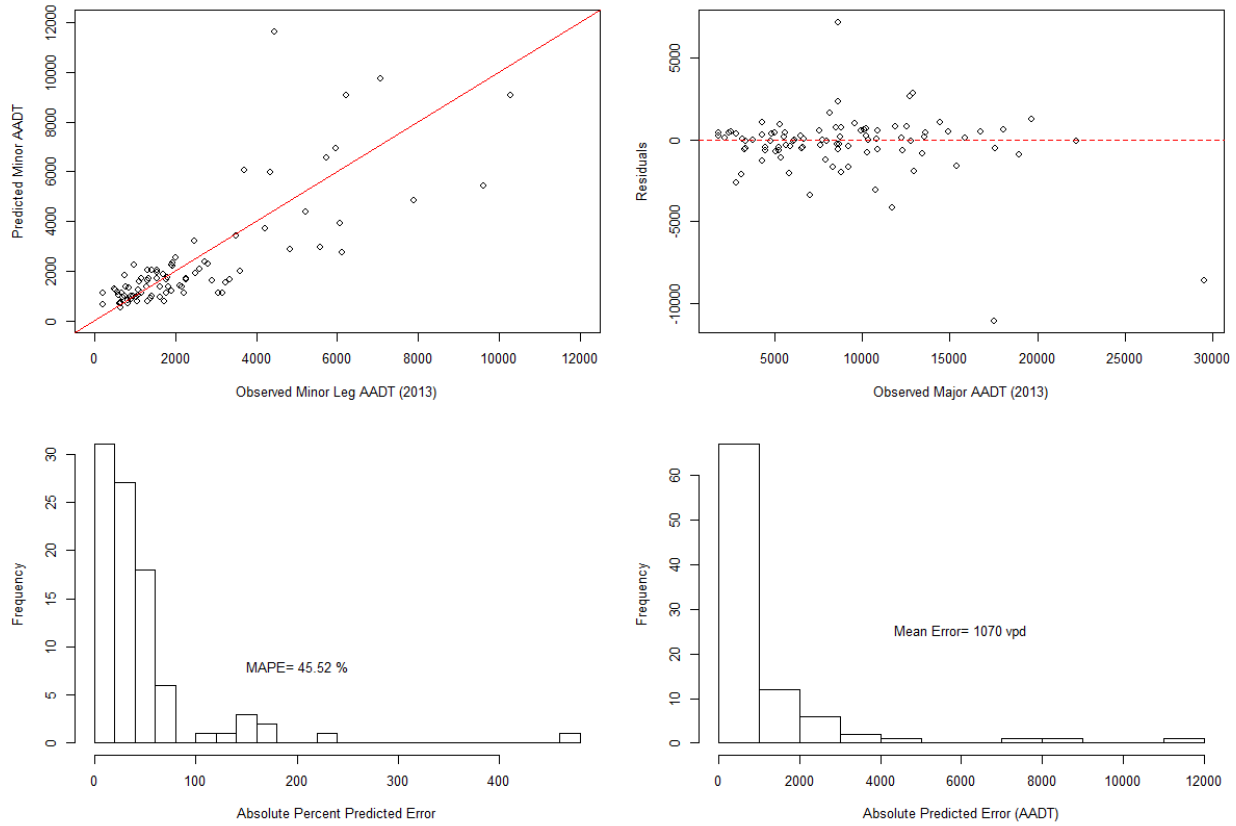 12000
10000
8000
6000
4000
2000
0
Predicted Minor AADT
0 2000 4000 6000 8000 10000 12000
Observed Minor Leg AADT (2013)
5000
0
-5000
-10000
Residuals
5000 10000 15000 20000 25000 30000
Observed Major AADT (2013)
30
25
20
15
10
5
0
Frequency
MAPE= 45.52 %
0 100 200 300 400
Absolute Percent Predicted Error
60
50
40
30
20
10
0
Frequency
Mean Error= 1070 vpd
0 2000 4000 6000 8000 10000 12000
Absolute Predicted Error (AADT)